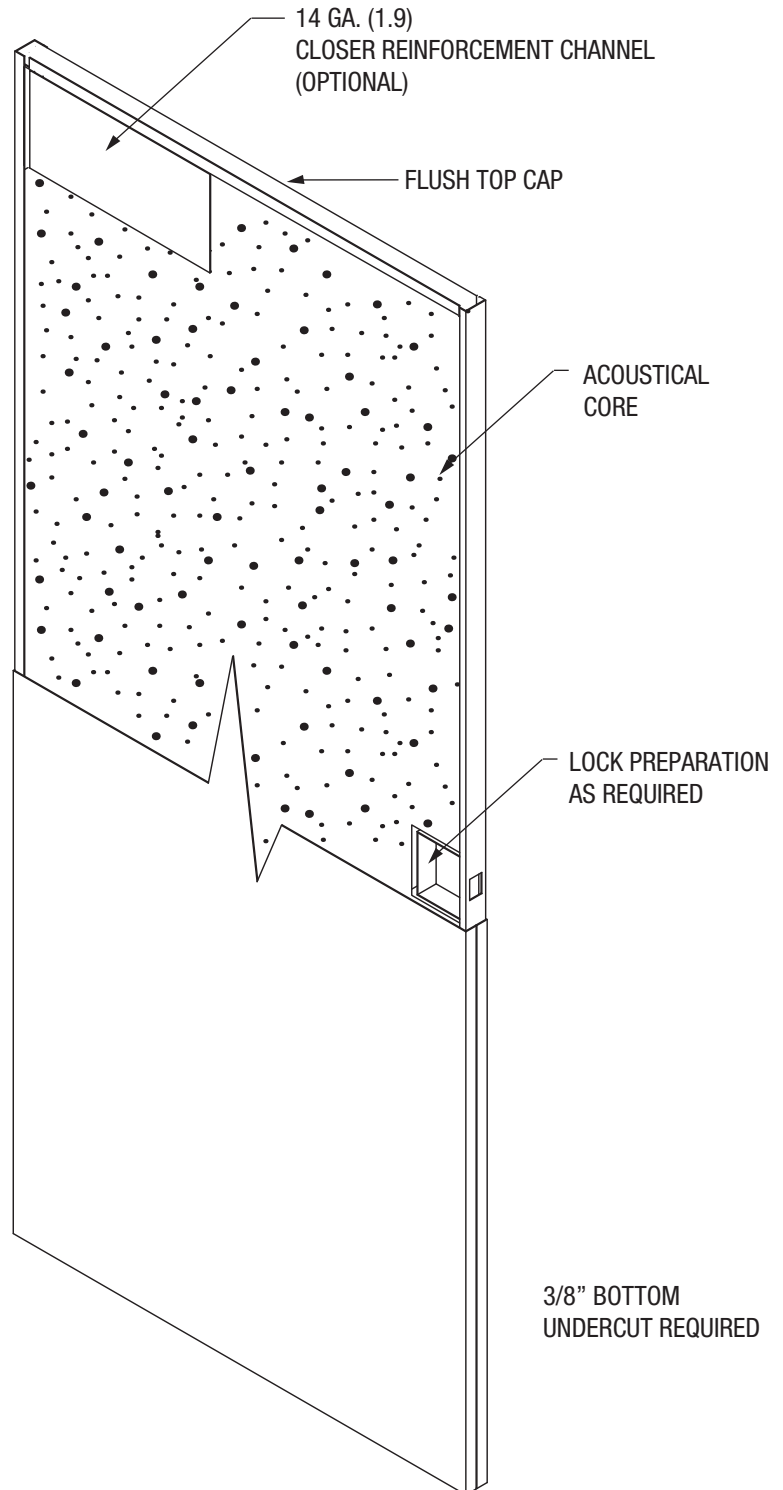 14 GA. (1.9)
CLOSER REINFORCEMENT CHANNEL
(OPTIONAL)
FLUSH TOP CAP
ACOUSTICAL
CORE
LOCK PREPARATION
AS REQUIRED
3/8” BOTTOM
UNDERCUT REQUIRED